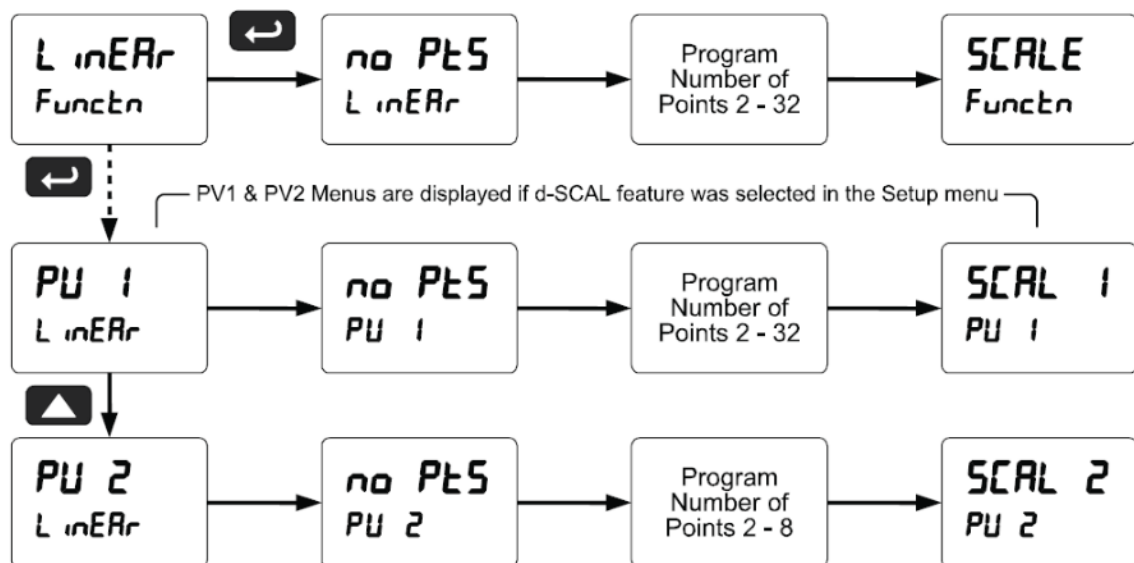 LinEAr
Functn
no PtS
LinEAr
Program
Number of
Points 2 - 32
SCALE
Functn
PV1 & PV2 Menus are displayed if d-SCAL feature was selected in the Setup menu
PU 1
LinEAr
no PtS
PU 1
Program
Number of
Points 2 - 32
SCAL 1
PU 1
PU 2
LinEAr
no PtS
PU 2
Program
Number of
Points 2 - 8
SCAL 2
PU 2